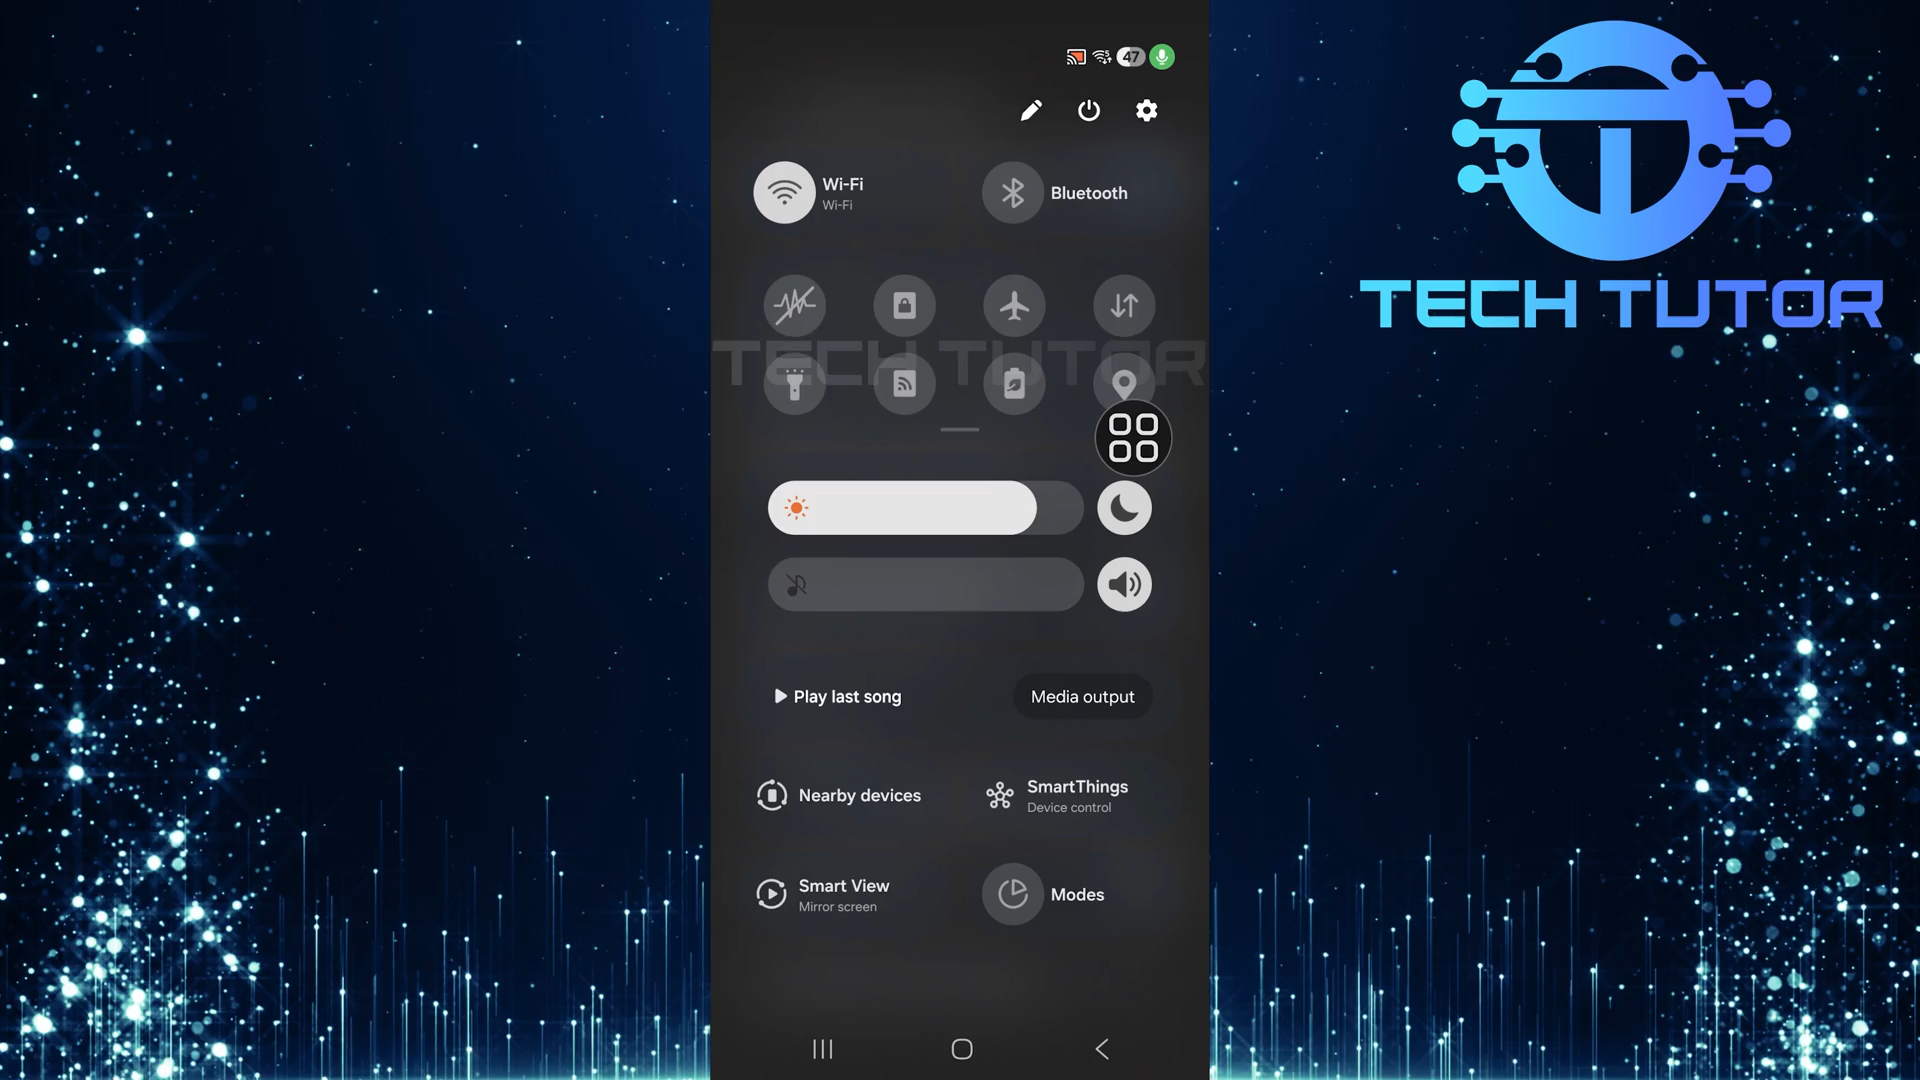 47
TECH TUTOR
Wi-Fi
Wi-Fi
Bluetooth
TECH TUTOR
Play last song
Media output
Nearby devices
SmartThings
Device control
Smart View
Mirror screen
Modes